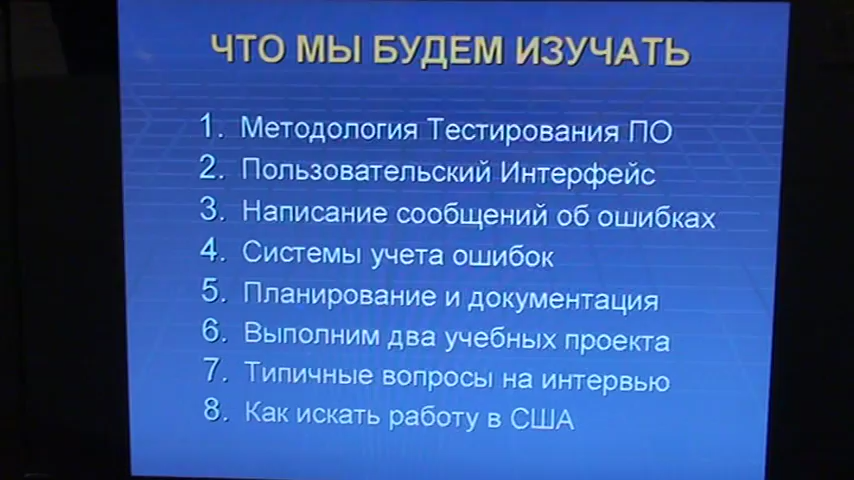 ЧТО МЫ БУДЕМ ИЗУЧАТЬ
1. Методология Тестирования ПО
2. Пользовательский Интерфейс
3. Написание сообщений об ошибках
4. Системы учета ошибок
5. Планирование и документация
6. Выполним два учебных проекта
7. Типичные вопросы на интервью
8. Как искать работу в США